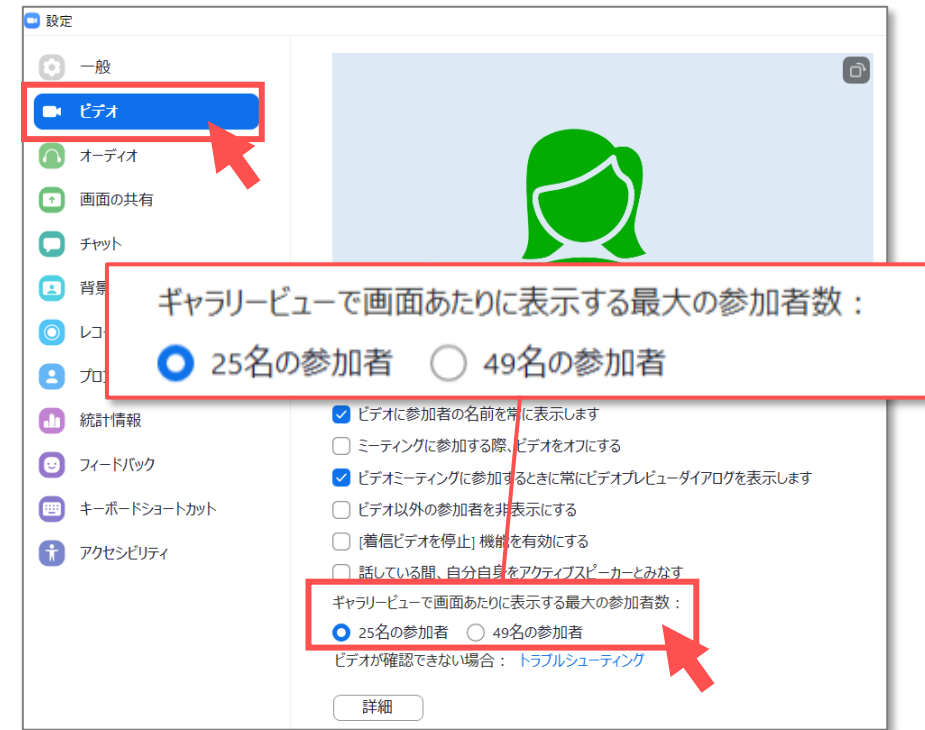 設定
一般
ビデオ
オーディオ
画面の共有
チャット
背景
レコ
プロ
統計情報
フィードバック
キーボードショートカット
アクセシビリティ
ギャラリービューで画面あたりに表示する最大の参加者数：
25名の参加者 49名の参加者
ビデオに参加者の名前を常に表示します
ミーティングに参加する際、ビデオをオフにする
ビデオミーティングに参加するときに常にビデオプレビューダイアログを表示します
ビデオ以外の参加者を非表示にする
[着信ビデオを停止] 機能を有効にする
話している間、自分自身をアクティブスピーカーとみなす
ギャラリービューで画面あたりに表示する最大の参加者数：
25名の参加者 49名の参加者
ビデオが確認できない場合： トラブルシューティング
詳細